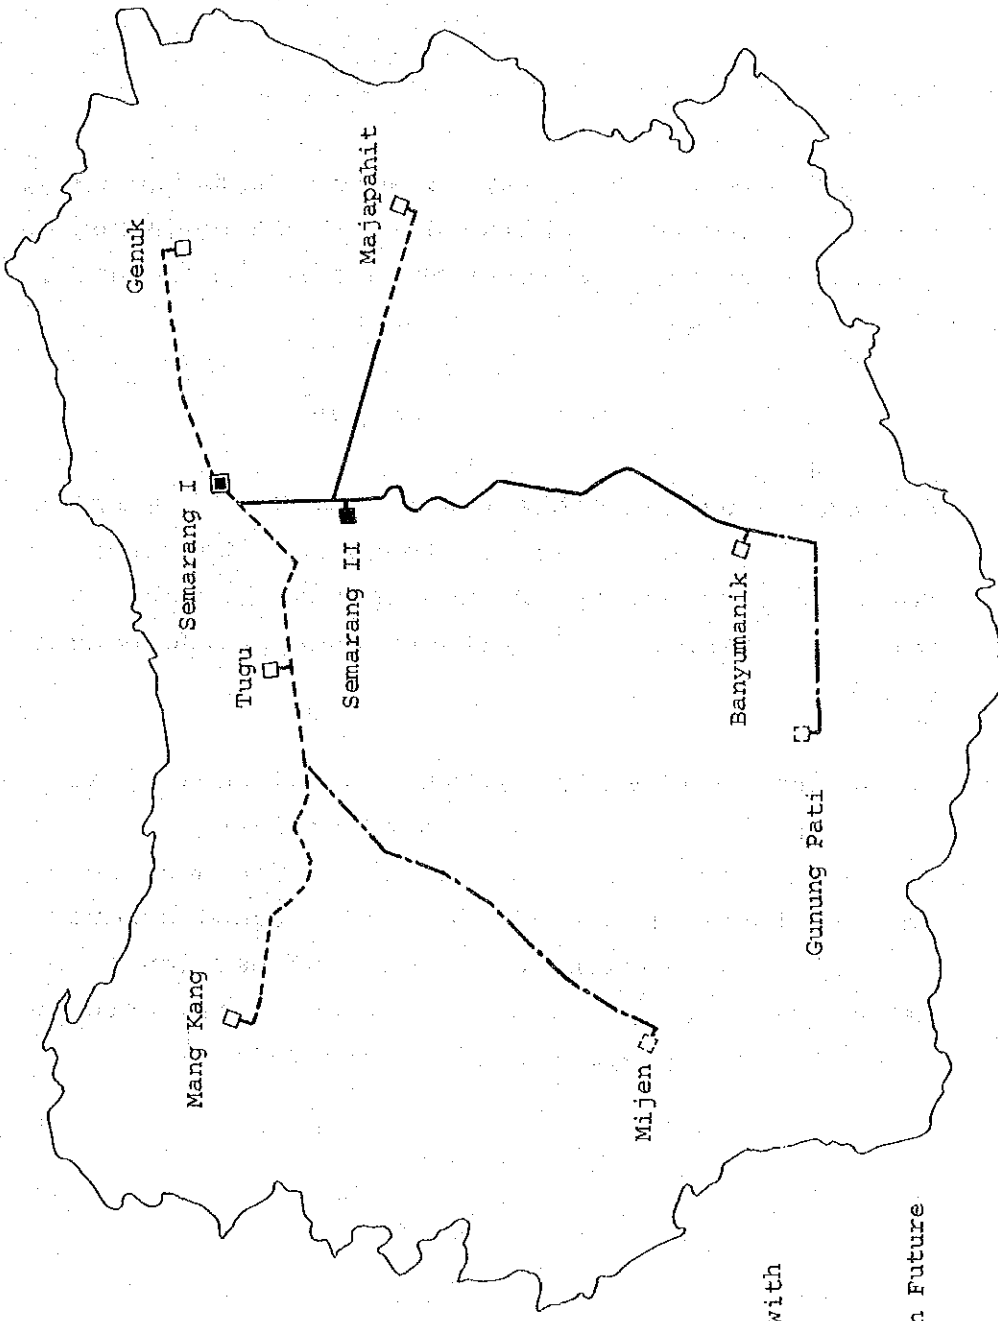 Genuk
Majapahit
Semarang I
Semarang II
Tugu
Banyumanik
Gunung Pati
Mang Kang
Mijen
with
n Future